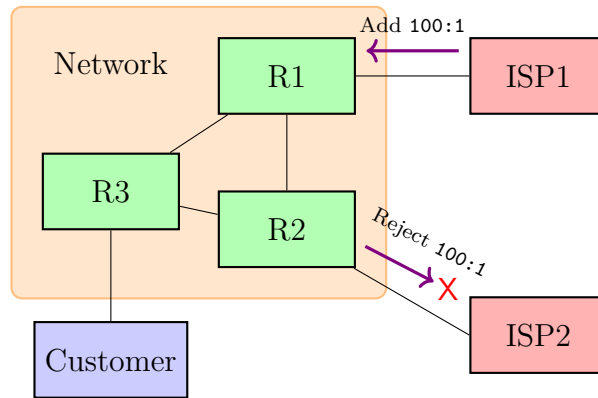 Add 100:1
Network
R1
ISP1
R3
R2
Reject 100:1
X
ISP2
Customer